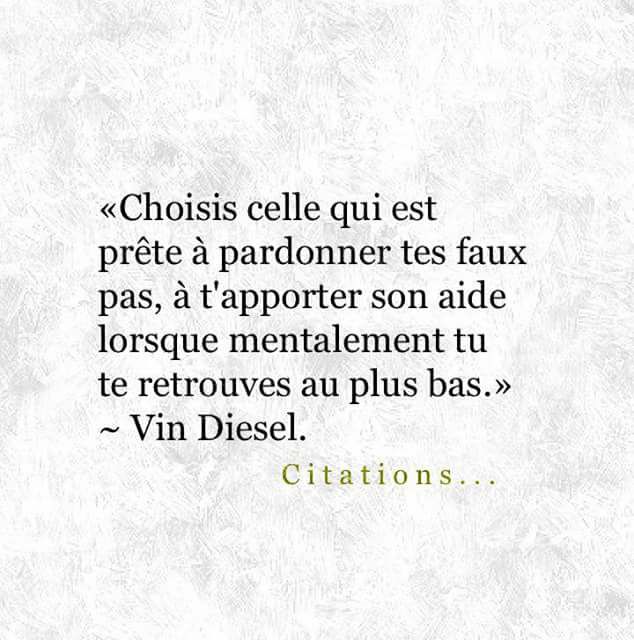 «Choisis celle qui est
prête à pardonner tes faux
pas, à t'apporter son aide
lorsque mentalement tu
te retrouves au plus bas.»
~ Vin Diesel.
Citations...